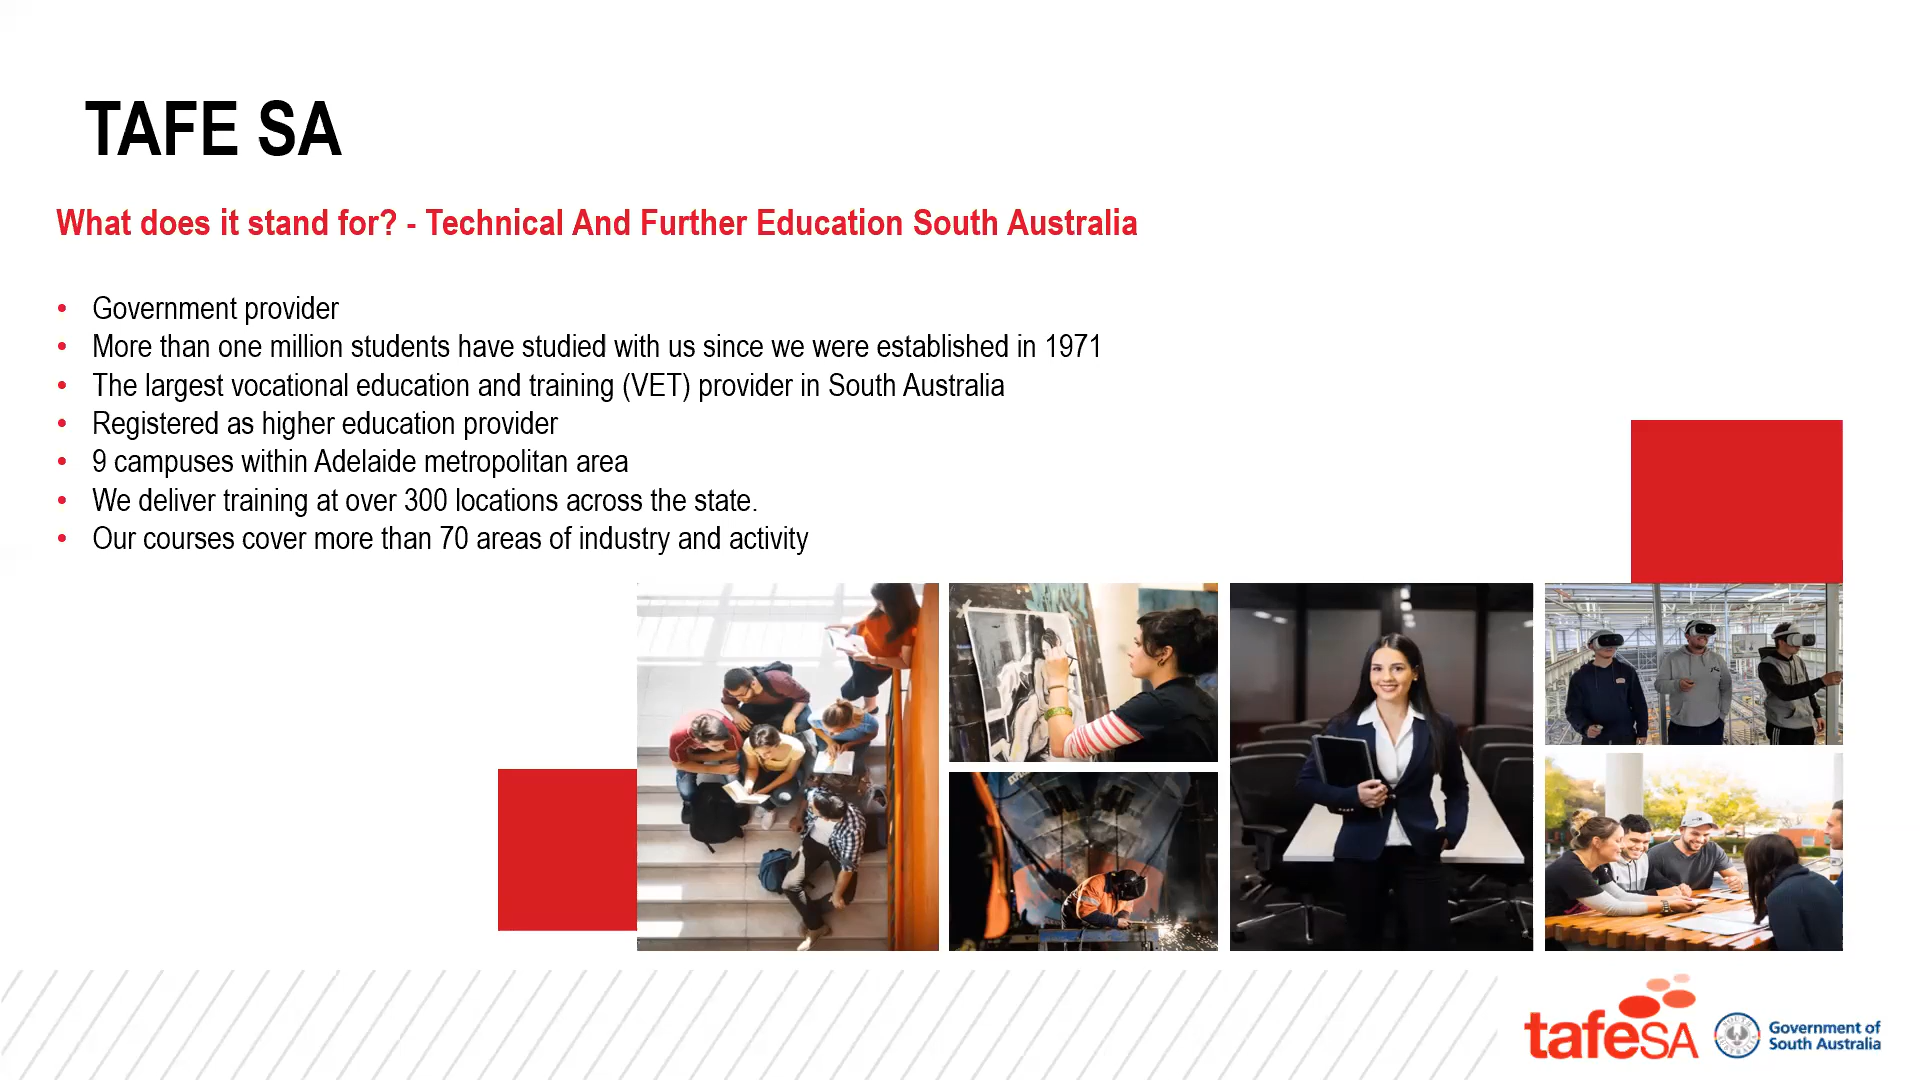 TAFE SA
What does it stand for? - Technical And Further Education South Australia
• Government provider
• More than one million students have studied with us since we were established in 1971
• The largest vocational education and training (VET) provider in South Australia
• Registered as higher education provider
• 9 campuses within Adelaide metropolitan area
• We deliver training at over 300 locations across the state.
• Our courses cover more than 70 areas of industry and activity
tafeSA
Government of
South Australia